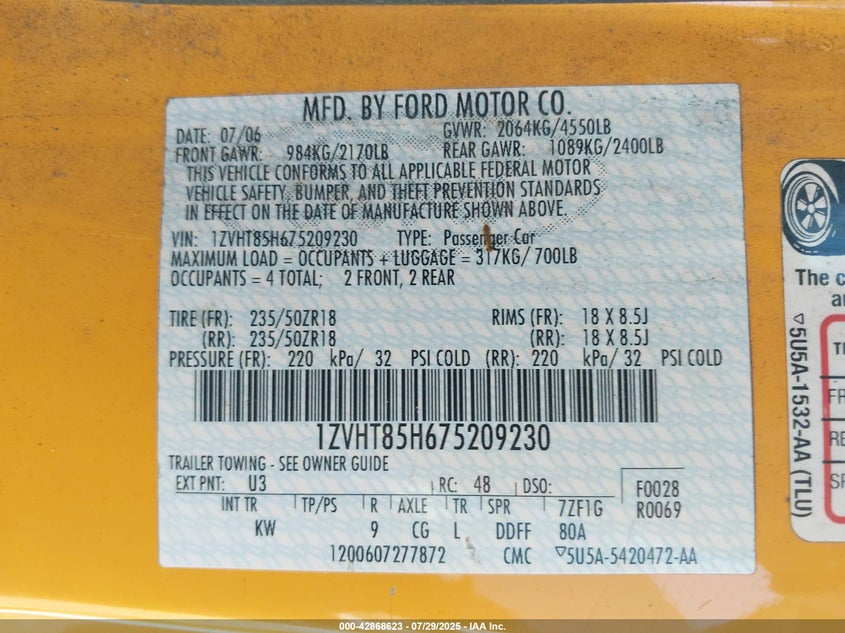 MFD. BY FORD MOTOR CO.
DATE: 07/06 GVWR: 2064KG/4550LB
FRONT GAWR: 984KG/2170LB REAR GAWR: 1089KG/2400LB
THIS VEHICLE CONFORMS TO ALL APPLICABLE FEDERAL MOTOR
VEHICLE SAFETY, BUMPER, AND THEFT PREVENTION STANDARDS
IN EFFECT ON THE DATE OF MANUFACTURE SHOWN ABOVE.
VIN: 1ZVHT85H675209230 TYPE: Passenger Car
MAXIMUM LOAD = OCCUPANTS + LUGGAGE = 317KG/ 700LB
OCCUPANTS = 4 TOTAL; 2 FRONT, 2 REAR
TIRE (FR): 235/50ZR18 RIMS (FR): 18 X 8.5J
(RR): 235/50ZR18 (RR): 18 X 8.5J
PRESSURE (FR): 220 kPa/ 32 PSI COLD (RR): 220 kPa/ 32 PSI COLD
1ZVHT85H675209230
TRAILER TOWING - SEE OWNER GUIDE
EXT PNT: U3 RC: 48 DSO: F0028
INT TR TP/PS R AXLE TR SPR 7ZF1G R0069
KW 9 CG L DDFF 80A
1200607277872 CMC ▽5U5A-5420472-AA
The c
a
▽5U5A-1532-AA (TLU)
TI
FR
RE
SP
000-42868623 | 07/29/2025 - IAA Inc.